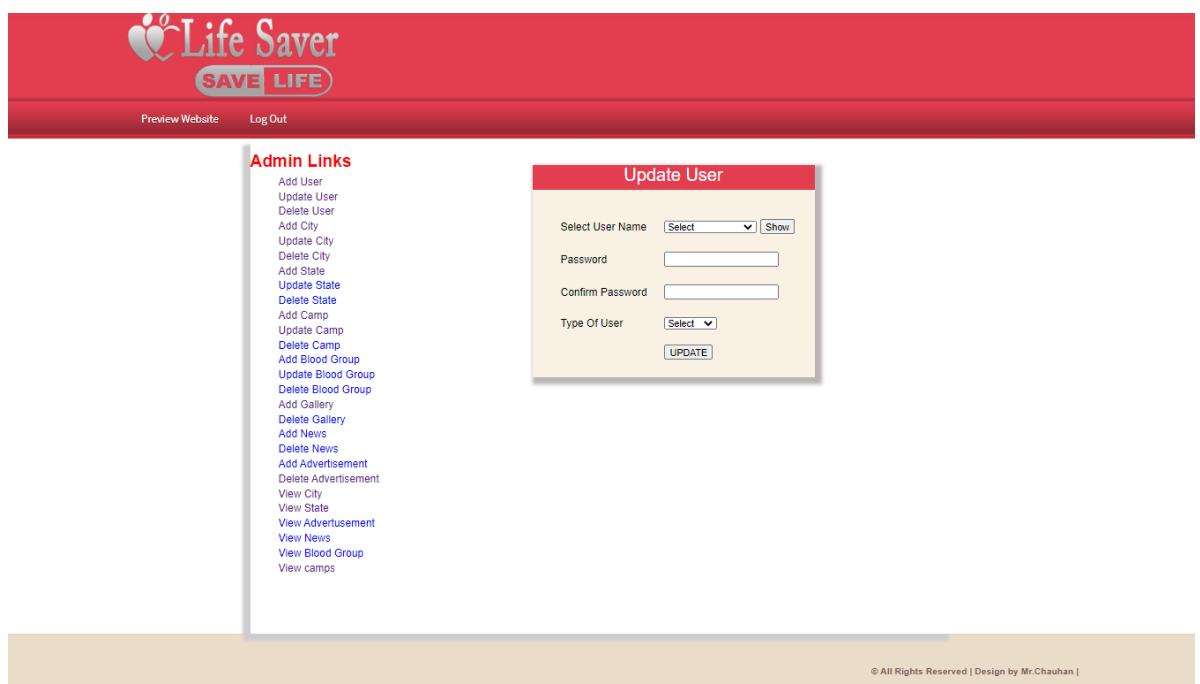 Life Saver
SAVE LIFE
Preview Website Log Out
Admin Links
Add User
Update User
Delete User
Add City
Update City
Delete City
Add State
Update State
Delete State
Add Camp
Update Camp
Delete Camp
Add Blood Group
Update Blood Group
Delete Blood Group
Add Gallery
Delete Gallery
Add News
Delete News
Add Advertisement
Delete Advertisement
View City
View State
View Advertusement
View News
View Blood Group
View camps
Update User
Select User Name Select Show
Password
Confirm Password
Type Of User Select
UPDATE
© All Rights Reserved | Design by Mr.Chauhan |